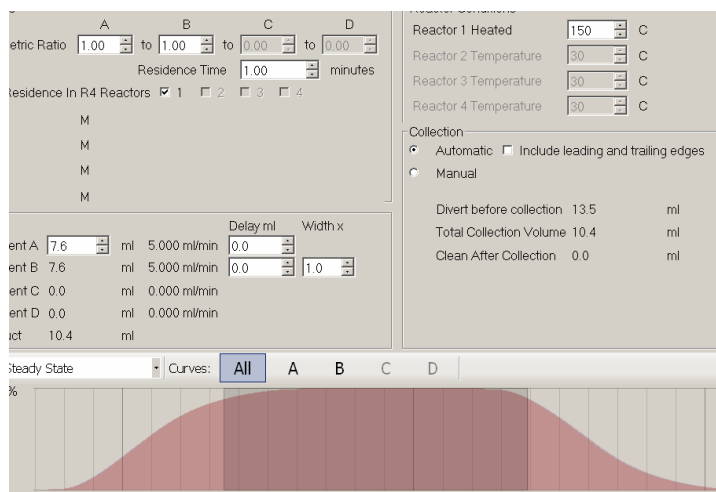 A B C D
etric Ratio 1.00 to 1.00 to 0.00 to 0.00
Residence Time 1.00 minutes
Residence In R4 Reactors 1 2 3 4
M
M
M
M
Delay ml Width x
ent A 7.6 ml 5.000 ml/min 0.0
ent B 7.6 ml 5.000 ml/min 0.0 1.0
ent C 0.0 ml 0.000 ml/min
ent D 0.0 ml 0.000 ml/min
uct 10.4 ml
Reactor Conditions
Reactor 1 Heated 150 C
Reactor 2 Temperature 30 C
Reactor 3 Temperature 30 C
Reactor 4 Temperature 30 C
Collection
Automatic Include leading and trailing edges
Manual
Divert before collection 13.5 ml
Total Collection Volume 10.4 ml
Clean After Collection 0.0 ml
Steady State Curves: All A B C D
%